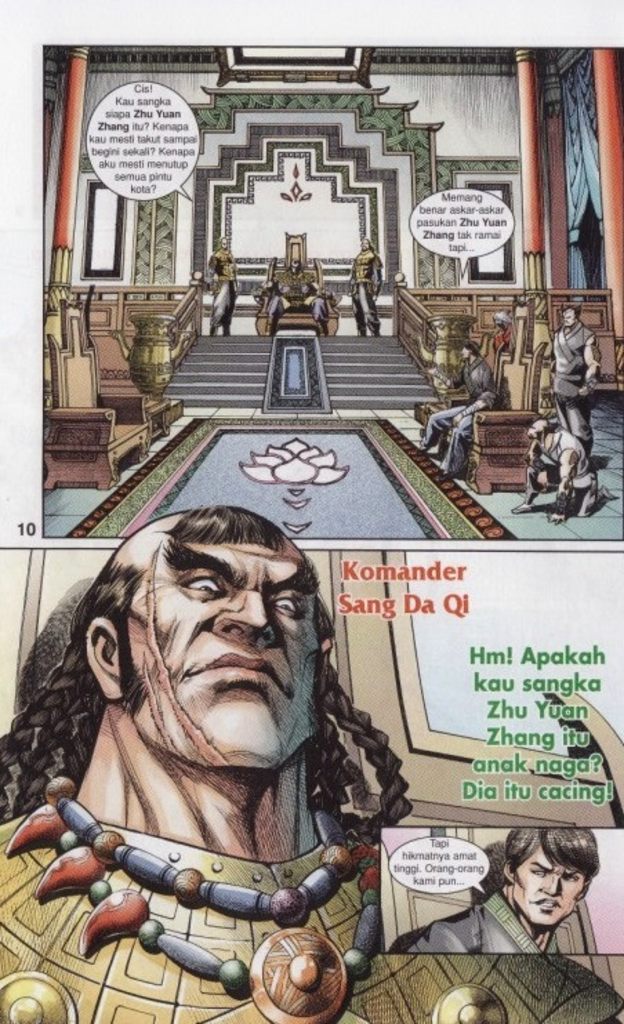 Cis!
Kau sangka
siapa Zhu Yuan
Zhang itu? Kenapa
kau mesti takut sampai
begini sekali? Kenapa
aku mesti menutup
semua pintu
kota?
Memang
benar askar-askar
pasukan Zhu Yuan
Zhang tak ramai
tapi...
10
Komander
Sang Da Qi
Hm! Apakah
kau sangka
Zhu Yuan
Zhang itu
anak naga?
Dia itu cacing!
Tapi
hikmatnya amat
tinggi. Orang-orang
kami pun...